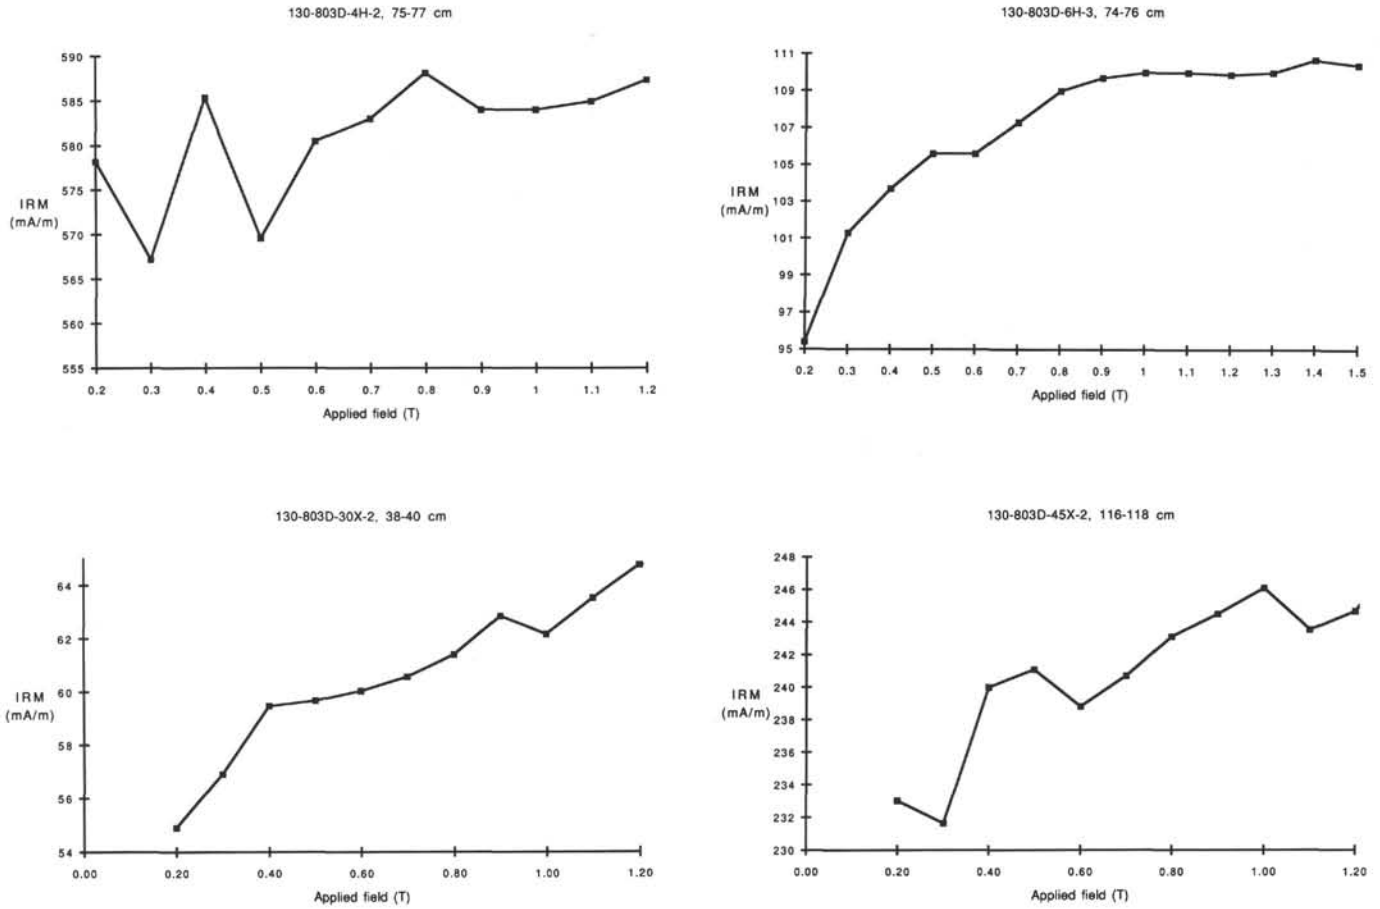 130-803D-4H-2, 75-77 cm
590
585
580
575
570
565
560
555
IRM
(mA/m)
0.2 0.3 0.4 0.5 0.6 0.7 0.8 0.9 1 1.1 1.2
Applied field (T)
130-803D-6H-3, 74-76 cm
111
109
107
105
103
101
99
97
95
IRM
(mA/m)
0.2 0.3 0.4 0.5 0.6 0.7 0.8 0.9 1 1.1 1.2 1.3 1.4 1.5
Applied field (T)
130-803D-30X-2, 38-40 cm
64
62
60
58
56
54
IRM
(mA/m)
0.00 0.20 0.40 0.60 0.80 1.00 1.20
Applied field (T)
130-803D-45X-2, 116-118 cm
248
246
244
242
240
238
236
234
232
230
IRM
(mA/m)
0.00 0.20 0.40 0.60 0.80 1.00 1.20
Applied field (T)